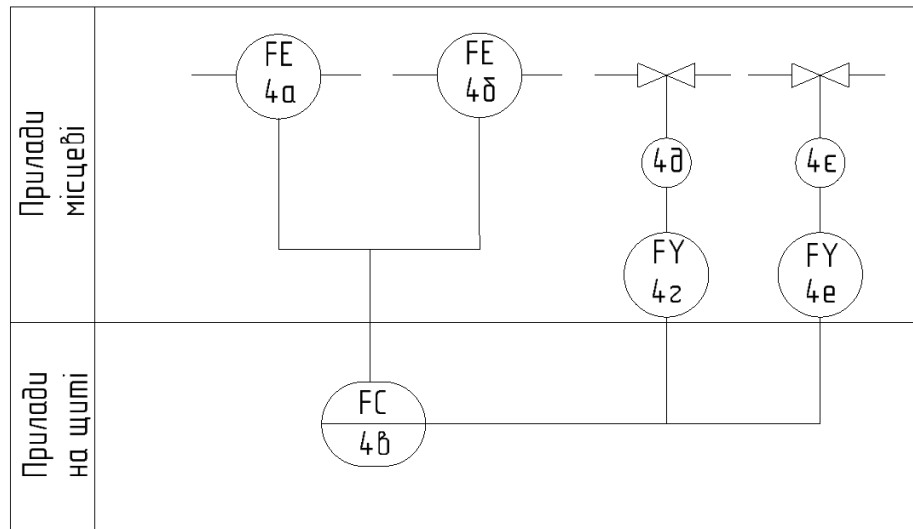 Прилади
місцеві
FE
4а
FE
4б
4д
4є
FY
4г
FY
4е
Прилади
на щиті
FC
4в